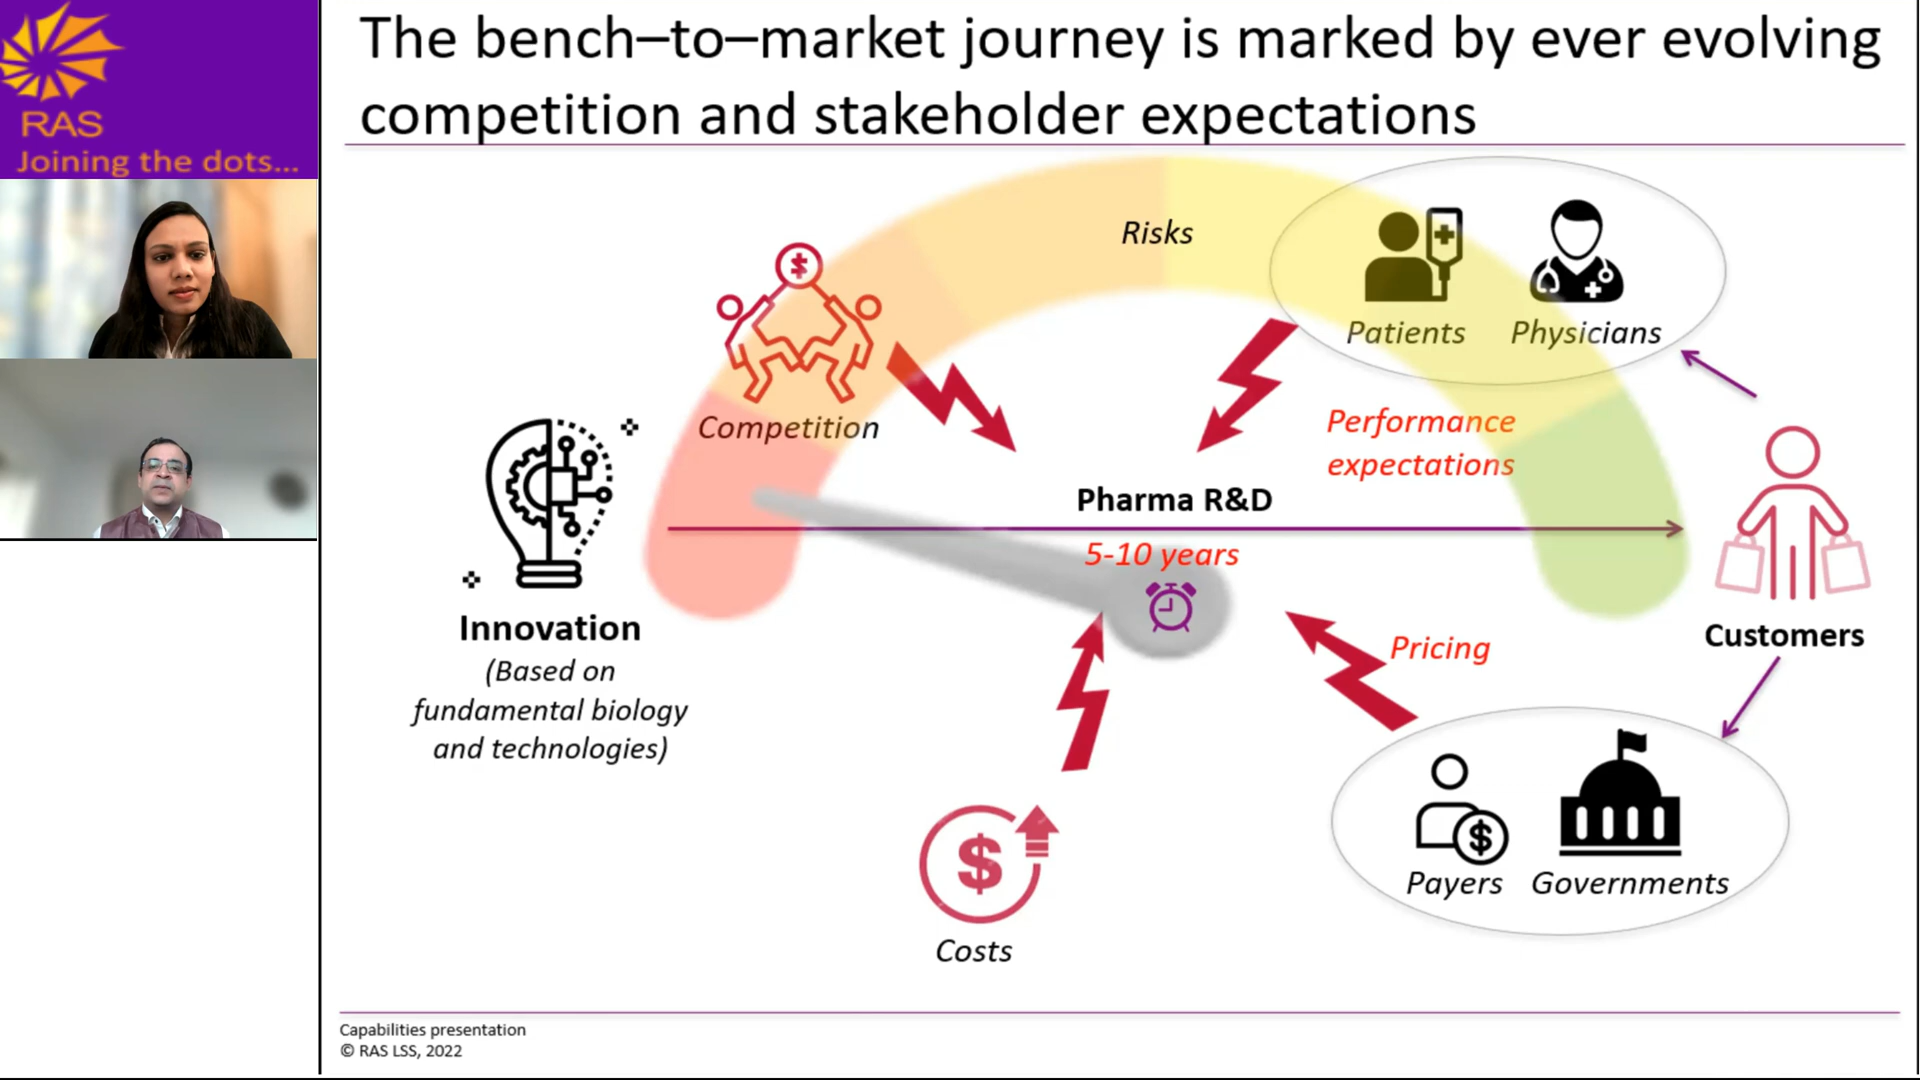 RAS
Joining the dots...
The bench–to–market journey is marked by ever evolving
competition and stakeholder expectations
Risks
Patients
Physicians
Competition
Performance
expectations
Pharma R&D
5-10 years
Innovation
(Based on
fundamental biology
and technologies)
Customers
Pricing
$
$
$
Payers
Governments
Costs
Capabilities presentation
© RAS LSS, 2022